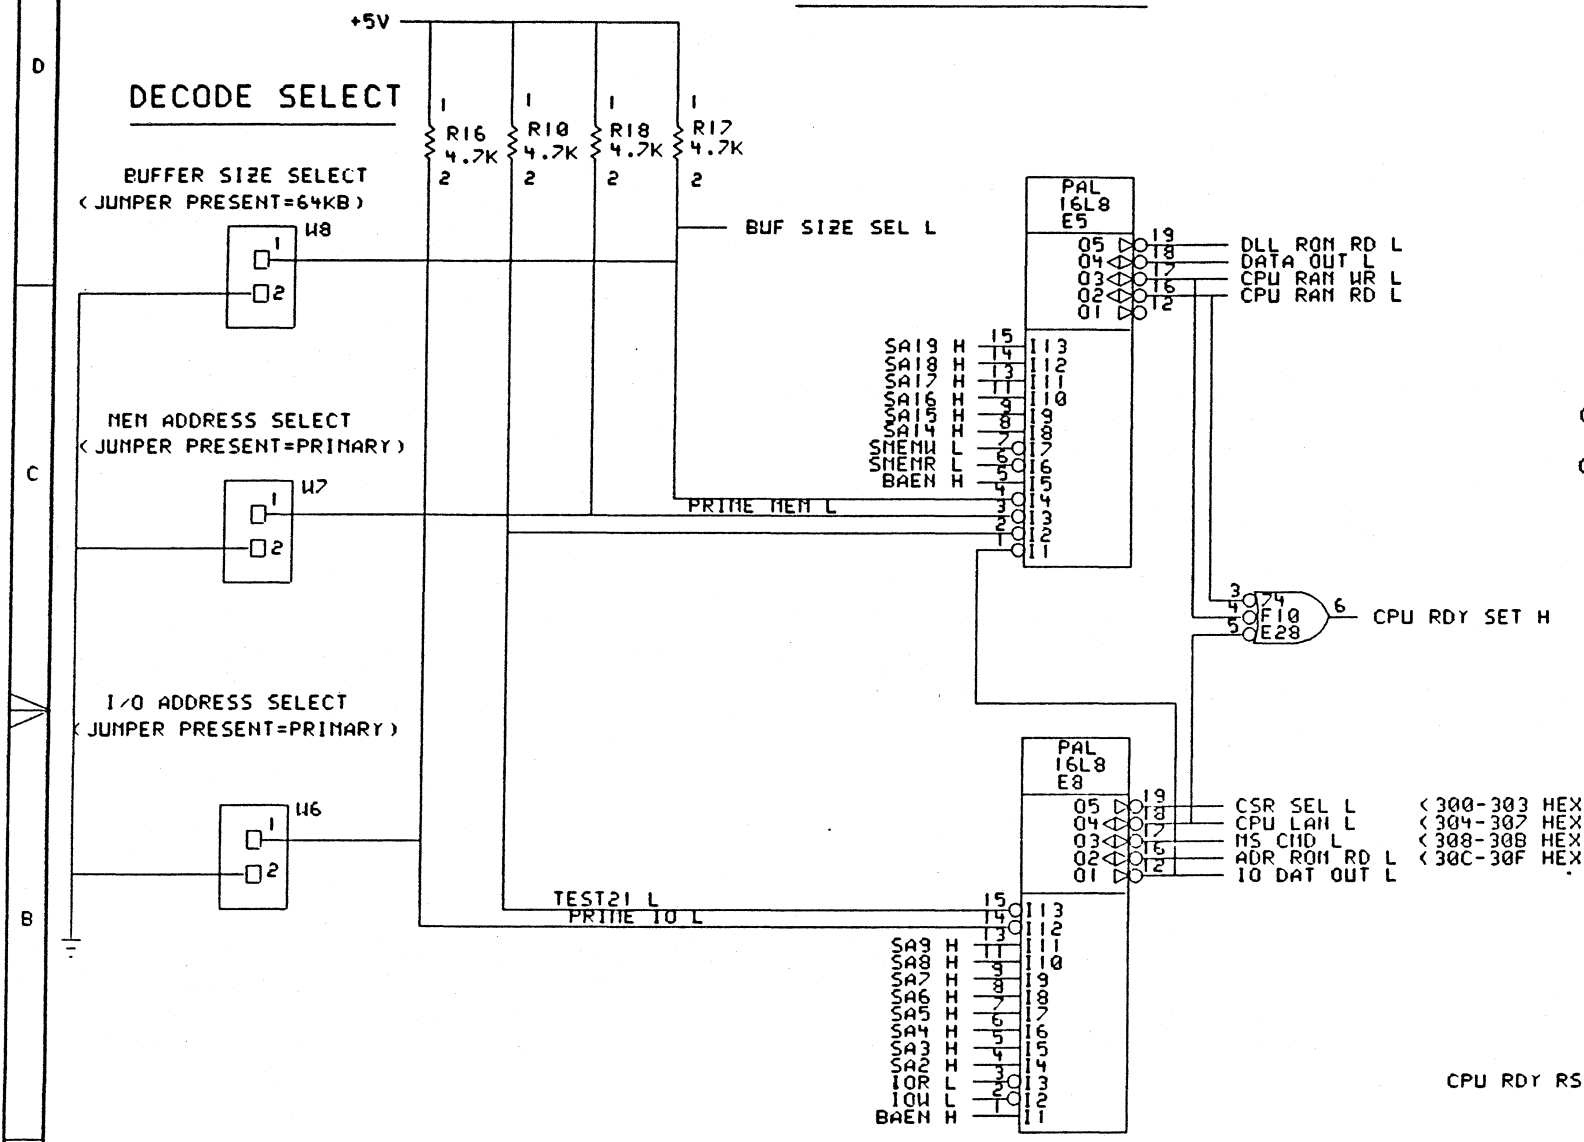 +5V
D
DECODE SELECT
1 1 1 1
R16 R10 R18 R17
4.7K 4.7K 4.7K 4.7K
2 2 2 2
BUFFER SIZE SELECT
(JUMPER PRESENT=64KB)
W8
1
2
BUF SIZE SEL L
PAL
16L8
E5
O5 19 DLL ROM RD L
O4 18 DATA OUT L
O3 17 CPU RAM WR L
O2 16 CPU RAM RD L
O1 12
SA19 H 15 I13
SA18 H 14 I12
SA17 H 13 I11
SA16 H 11 I10
SA15 H 9 I9
SA14 H 8 I8
SMEMW L 7 I7
SMEMR L 6 I6
BAEN H 5 I5
4 I4
PRIME MEM L 3 I3
2 I2
1 I1
MEM ADDRESS SELECT
(JUMPER PRESENT=PRIMARY)
C
W7
1
2
3 74
4 F10
5 E28
6 CPU RDY SET H
I/O ADDRESS SELECT
(JUMPER PRESENT=PRIMARY)
W6
1
2
PAL
16L8
E8
O5 19 CSR SEL L (300-303 HEX
O4 18 CPU LAN L (304-307 HEX
O3 17 MS CMD L (308-30B HEX
O2 16 ADR ROM RD L (30C-30F HEX
O1 12 IO DAT OUT L
B
TEST21 L 15 I13
PRIME IO L 14 I12
SA9 H 13 I11
SA8 H 11 I10
SA7 H 9 I9
SA6 H 8 I8
SA5 H 7 I7
SA4 H 6 I6
SA3 H 5 I5
SA2 H 4 I4
IOR L 3 I3
IOW L 2 I2
BAEN H 1 I1
CPU RDY RS